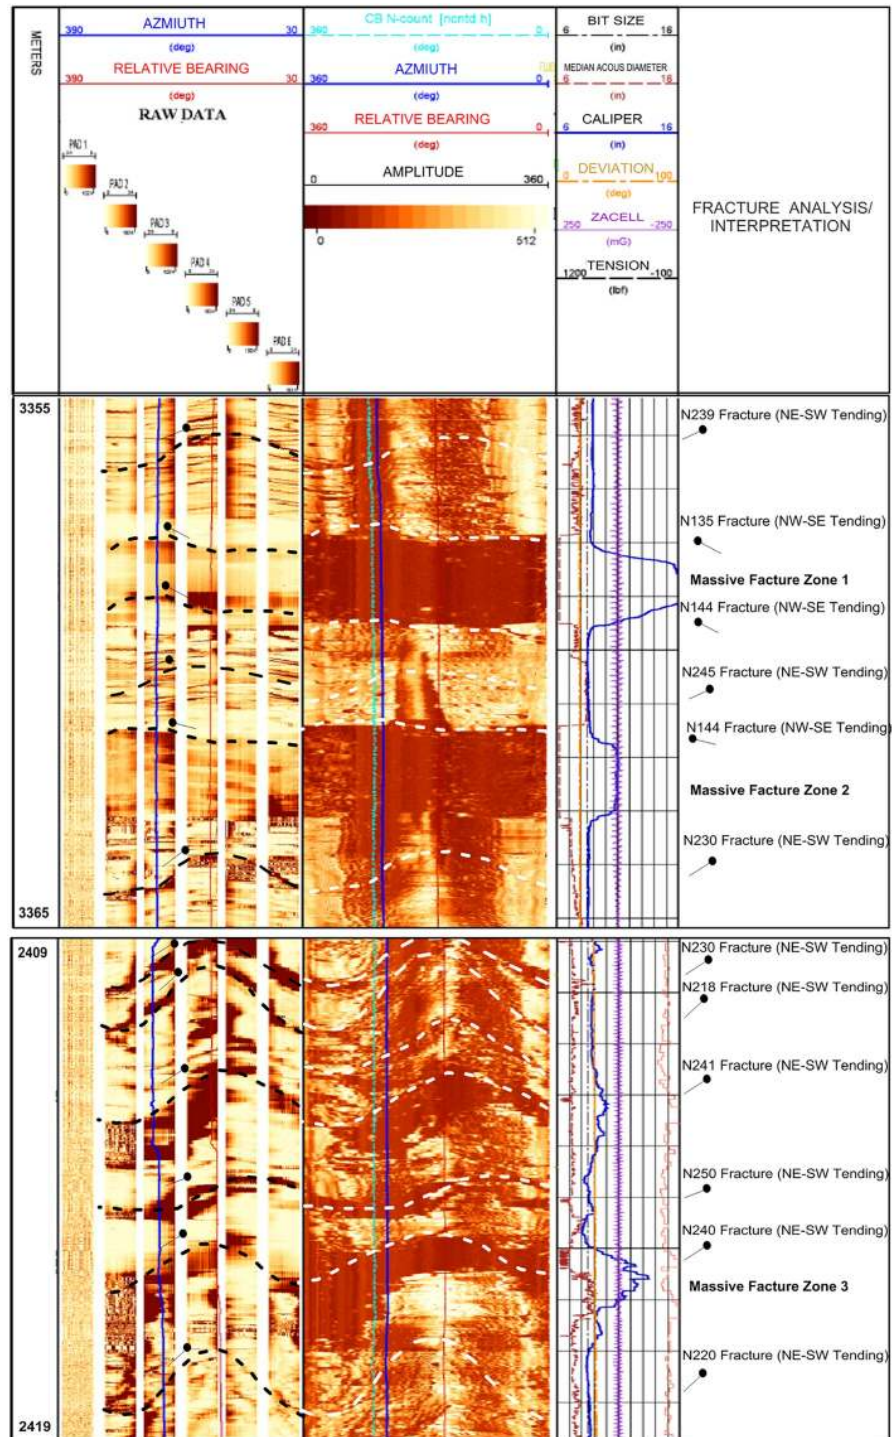 METERS
390 AZMIUTH 30
(deg)
390 RELATIVE BEARING 30
(deg)
RAW DATA
PAD 1
PAD 2
PAD 3
PAD 4
PAD 5
PAD 6
CB N-count [ncntd.h]
360 0
(deg)
AZMIUTH
360 0
(deg)
RELATIVE BEARING
360 0
(deg)
AMPLITUDE
0 360
0 512
BIT SIZE
6 16
(in)
MEDIAN ACOUS DIAMETER
6 16
(in)
CALIPER
6 16
(in)
DEVIATION
0 100
(deg)
ZACELL
250 -250
(mG)
TENSION
1200 -100
(lbf)
FRACTURE ANALYSIS/
INTERPRETATION
3355
N239 Fracture (NE-SW Tending)
N135 Fracture (NW-SE Tending)
Massive Facture Zone 1
N144 Fracture (NW-SE Tending)
N245 Fracture (NE-SW Tending)
N144 Fracture (NW-SE Tending)
Massive Facture Zone 2
N230 Fracture (NE-SW Tending)
3365
2409
N230 Fracture (NE-SW Tending)
N218 Fracture (NE-SW Tending)
N241 Fracture (NE-SW Tending)
N250 Fracture (NE-SW Tending)
N240 Fracture (NE-SW Tending)
Massive Facture Zone 3
N220 Fracture (NE-SW Tending)
2419